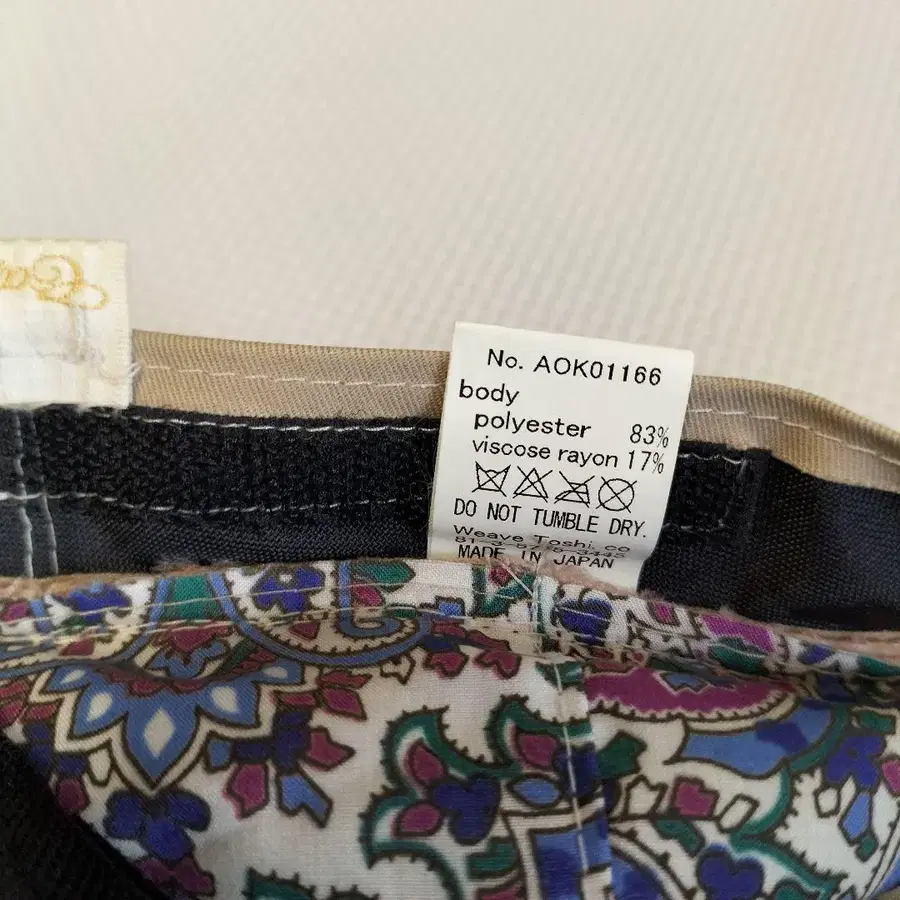 No. AOK01166
body
polyester 83%
viscose rayon 17%
DO NOT TUMBLE DRY.
Weave Toshi. co
MADE IN JAPAN